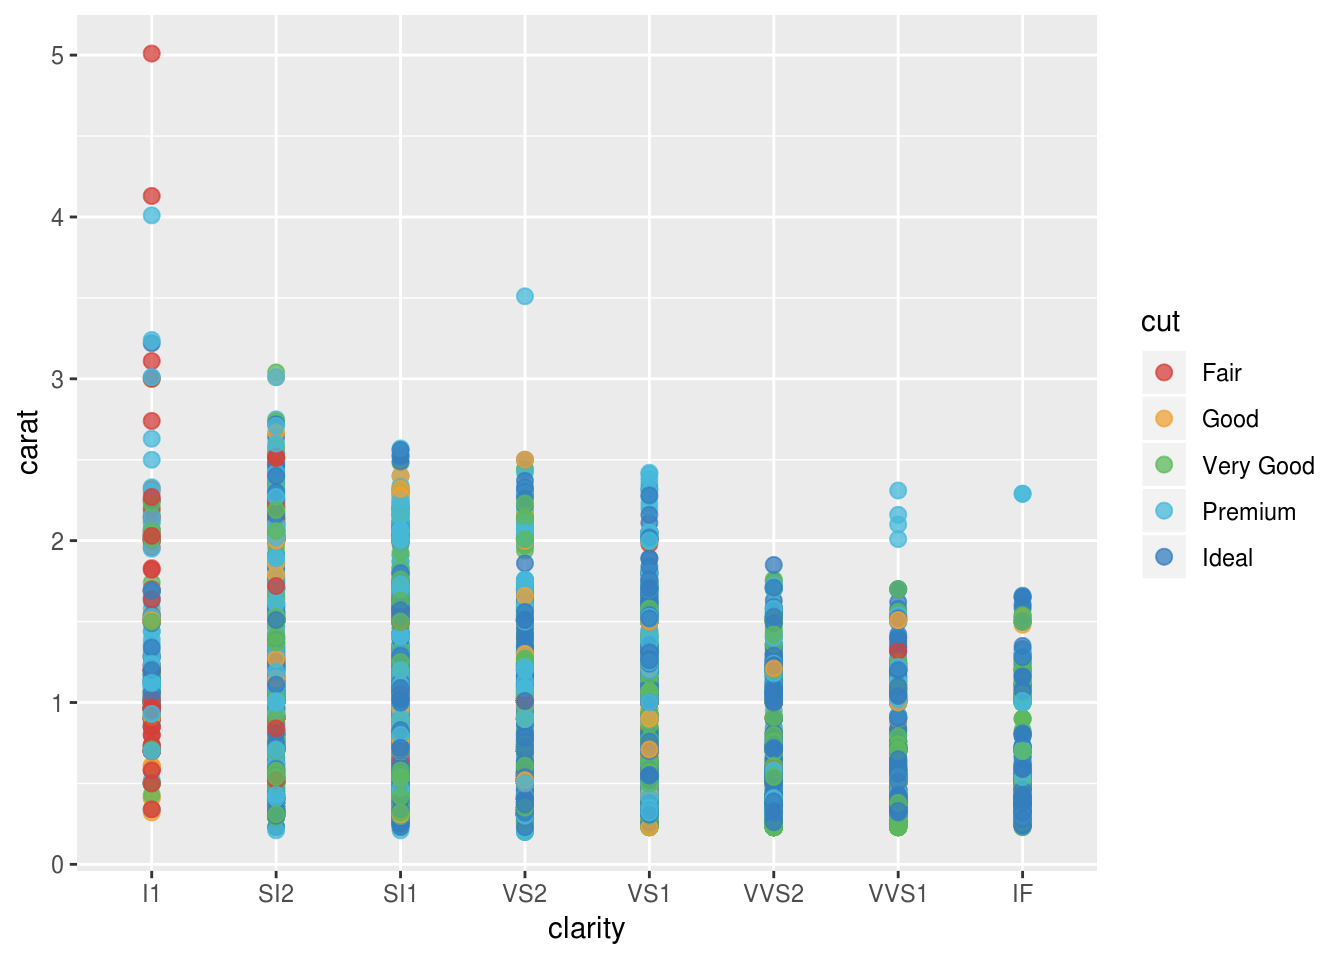 5
4
3
2
1
0
carat
I1 SI2 SI1 VS2 VS1 VVS2 VVS1 IF
clarity
cut
Fair
Good
Very Good
Premium
Ideal